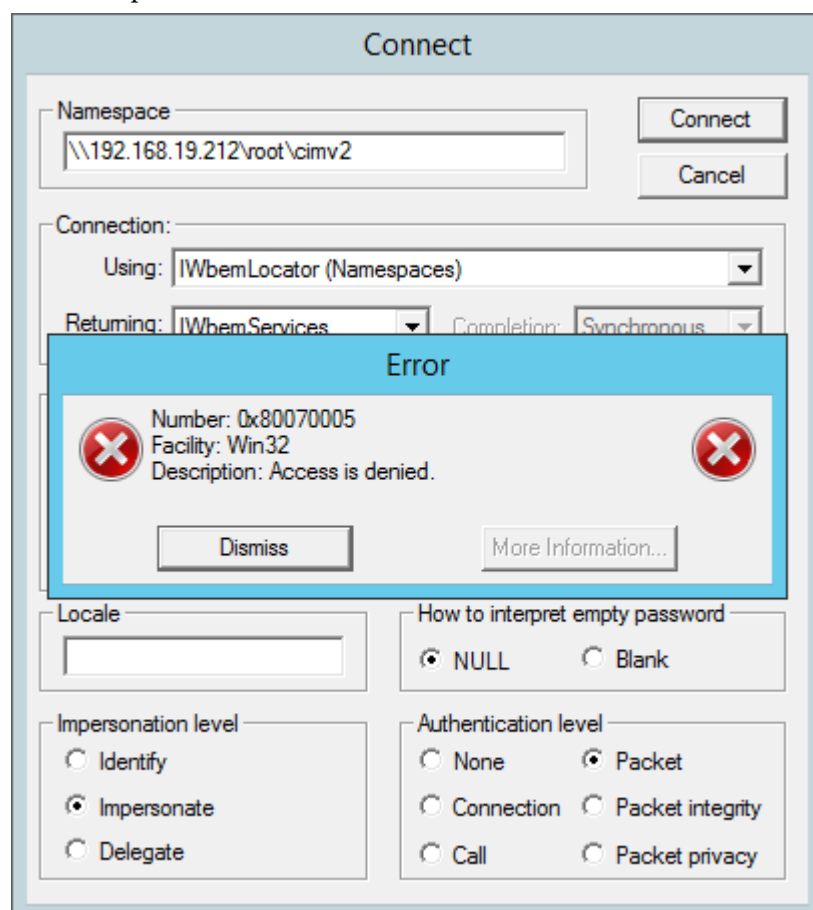 Connect
Namespace
\\192.168.19.212\root\cimv2
Connect
Cancel
Connection:
Using: IWbemLocator (Namespaces)
Returning: IWbemServices Completion: Synchronous
Error
Number: 0x80070005
Facility: Win32
Description: Access is denied.
Dismiss
More Information...
Locale
How to interpret empty password
NULL Blank
Impersonation level
Identify
Impersonate
Delegate
Authentication level
None Packet
Connection Packet integrity
Call Packet privacy